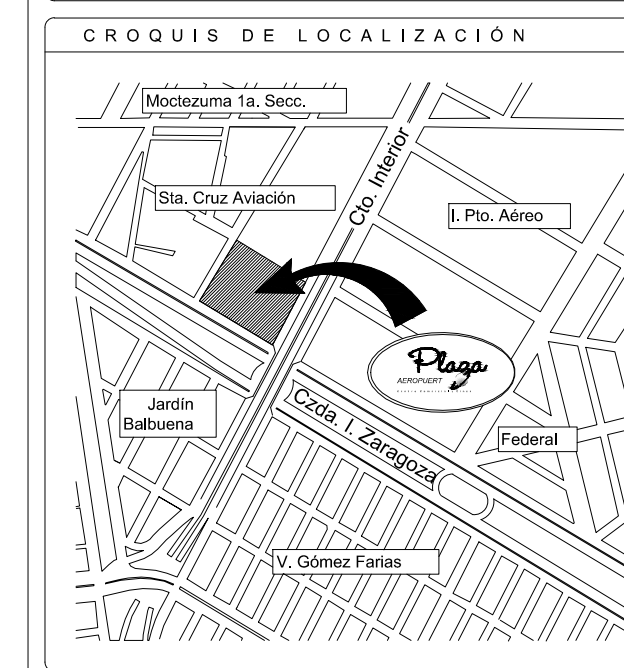 CROQUIS DE LOCALIZACIÓN
Moctezuma 1a. Secc.
Cto. Interior
Sta. Cruz Aviación
I. Pto. Aéreo
Plaza
AEROPUERT
Jardín
Balbuena
Czda. I. Zaragoza
Federal
V. Gómez Farias